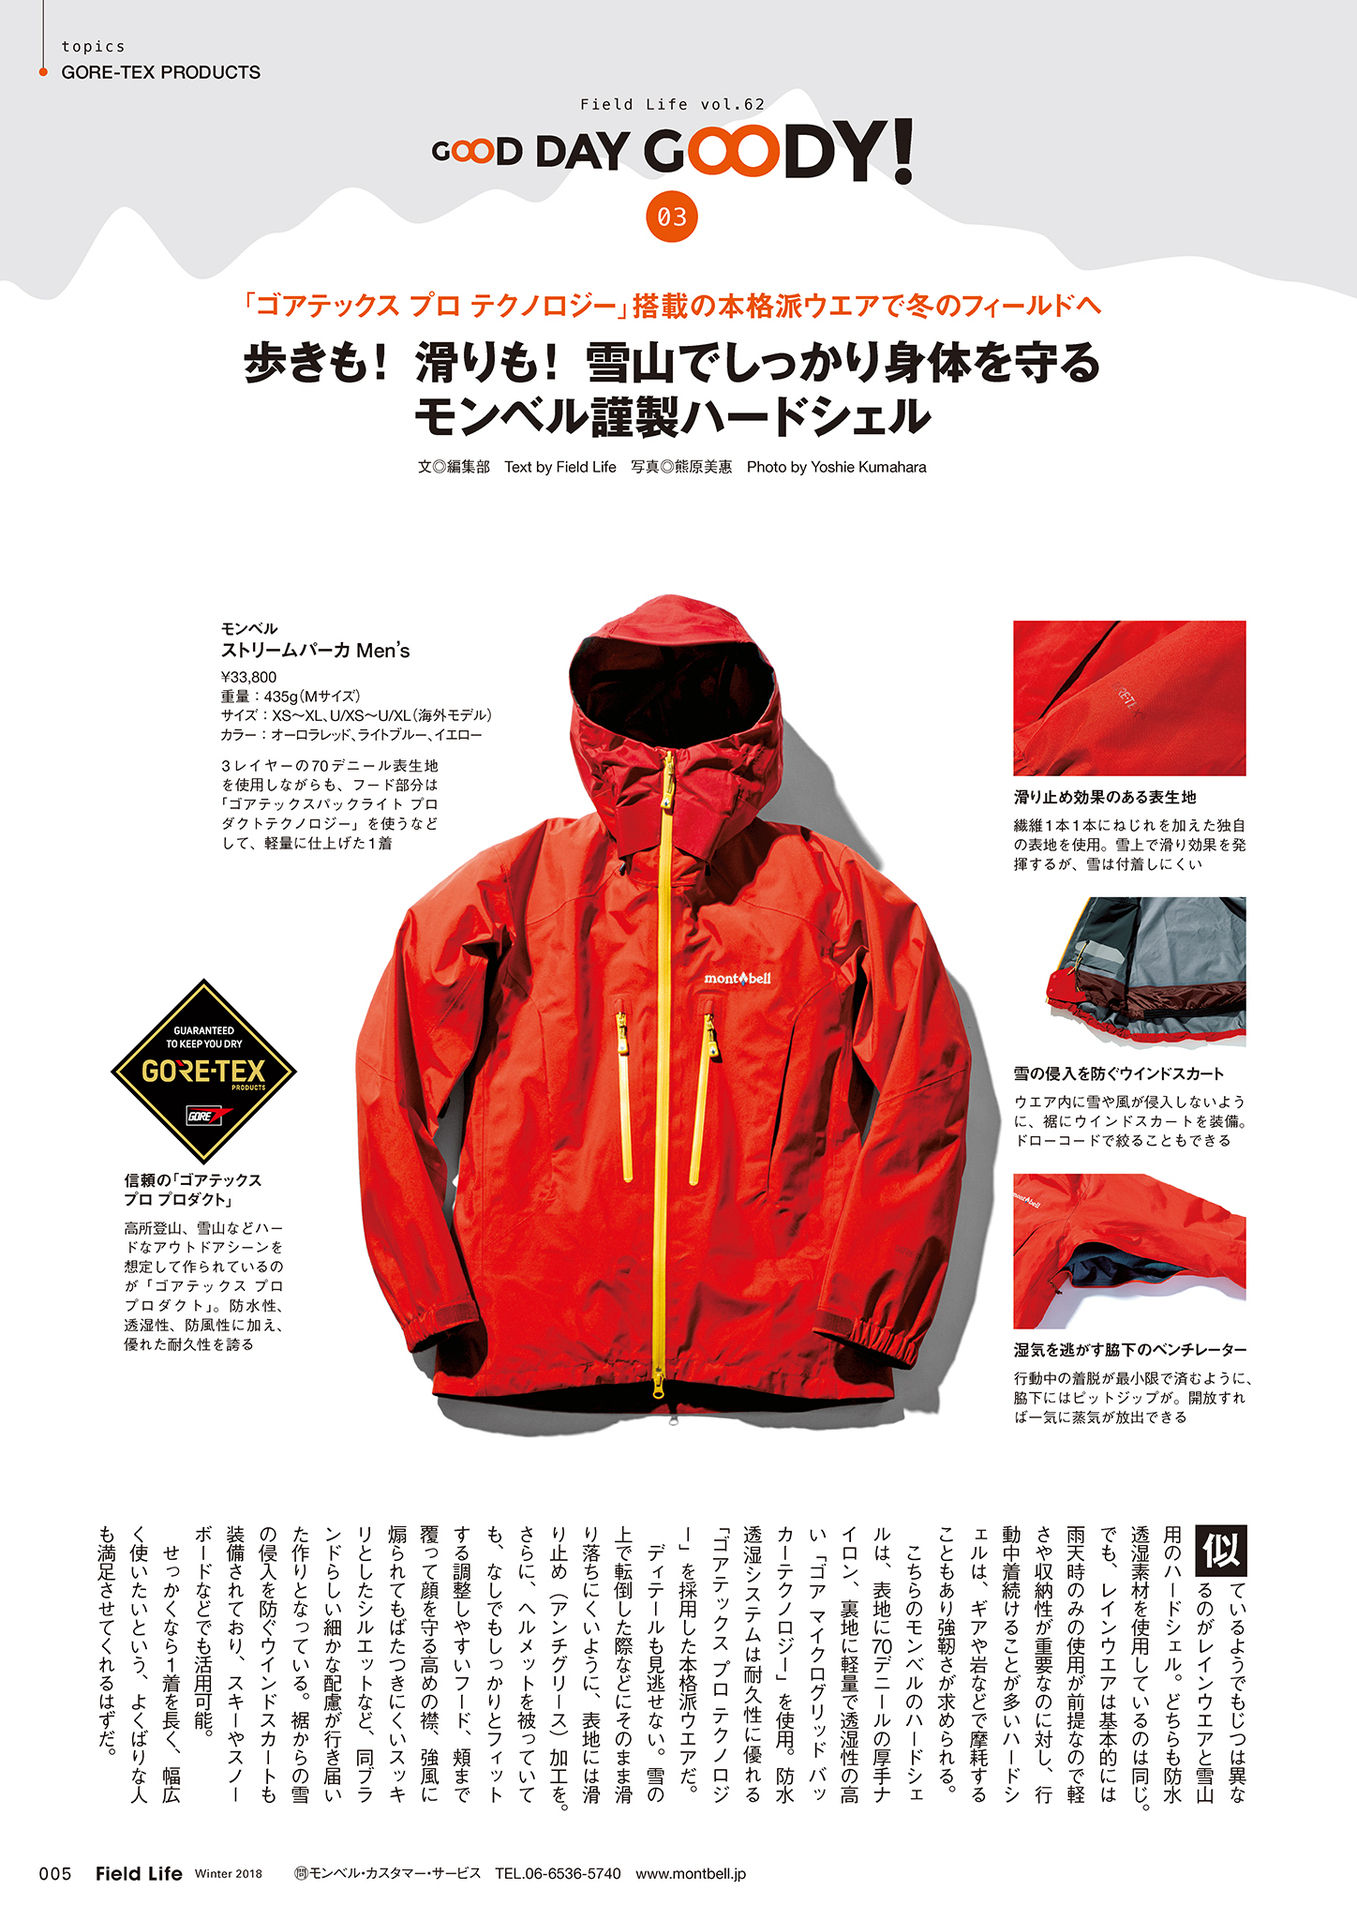 topics
GORE-TEX PRODUCTS
Field Life vol.62
GOOD DAY GOODY!
03
「ゴアテックス プロ テクノロジー」搭載の本格派ウエアで冬のフィールドへ
歩きも！ 滑りも！ 雪山でしっかり身体を守る
モンベル謹製ハードシェル
文◎編集部 Text by Field Life 写真◎熊原美惠 Photo by Yoshie Kumahara
モンベル
ストリームパーカ Men's
¥33,800
重量：435g（Mサイズ）
サイズ：XS〜XL、U/XS〜U/XL（海外モデル）
カラー：オーロラレッド、ライトブルー、イエロー
3レイヤーの70デニール表生地
を使用しながらも、フード部分は
「ゴアテックスパックライト プロ
ダクトテクノロジー」を使うなど
して、軽量に仕上げた1着
mont bell
GUARANTEED
TO KEEP YOU DRY
GORE-TEX
PRODUCTS
GORE
信頼の「ゴアテックス
プロ プロダクト」
高所登山、雪山などハー
ドなアウトドアシーンを
想定して作られているの
が「ゴアテックス プロ
プロダクト」。防水性、
透湿性、防風性に加え、
優れた耐久性を誇る
滑り止め効果のある表生地
繊維1本1本にねじれを加えた独自
の表地を使用。雪上で滑り効果を発
揮するが、雪は付着しにくい
雪の侵入を防ぐウインドスカート
ウエア内に雪や風が侵入しないよう
に、裾にウインドスカートを装備。
ドローコードで絞ることもできる
montbell
湿気を逃がす脇下のベンチレーター
行動中の着脱が最小限で済むように、
脇下にはピットジップが。開放すれ
ば一気に蒸気が放出できる
似ているようでもじつは異な
るのがレインウエアと雪山
用のハードシェル。どちらも防水
透湿素材を使用しているのは同じ。
でも、レインウエアは基本的には
雨天時のみの使用が前提なので軽
さや収納性が重要なのに対し、行
動中着続けることが多いハードシ
ェルは、ギアや岩などで摩耗する
こともあり強靭さが求められる。
こちらのモンベルのハードシェ
ルは、表地に70デニールの厚手ナ
イロン、裏地に軽量で透湿性の高
い「ゴア マイクログリッド バッ
カーテクノロジー」を使用。防水
透湿システムは耐久性に優れる
「ゴアテックス プロ テクノロジ
ー」を採用した本格派ウエアだ。
ディテールも見逃せない。雪の
上で転倒した際などにそのまま滑
り落ちにくいように、表地には滑
り止め（アンチグリース）加工を。
さらに、ヘルメットを被っていて
も、なしでもしっかりとフィット
する調整しやすいフード、頬まで
覆って顔を守る高めの襟、強風に
煽られてもばたつきにくいスッキ
リとしたシルエットなど、同ブラ
ンドらしい細かな配慮が行き届い
た作りとなっている。裾からの雪
の侵入を防ぐウインドスカートも
装備されており、スキーやスノー
ボードなどでも活用可能。
せっかくなら1着を長く、幅広
く使いたいという、よくばりな人
も満足させてくれるはずだ。
005 Field Life Winter 2018 ㉄モンベル・カスタマー・サービス TEL.06-6536-5740 www.montbell.jp